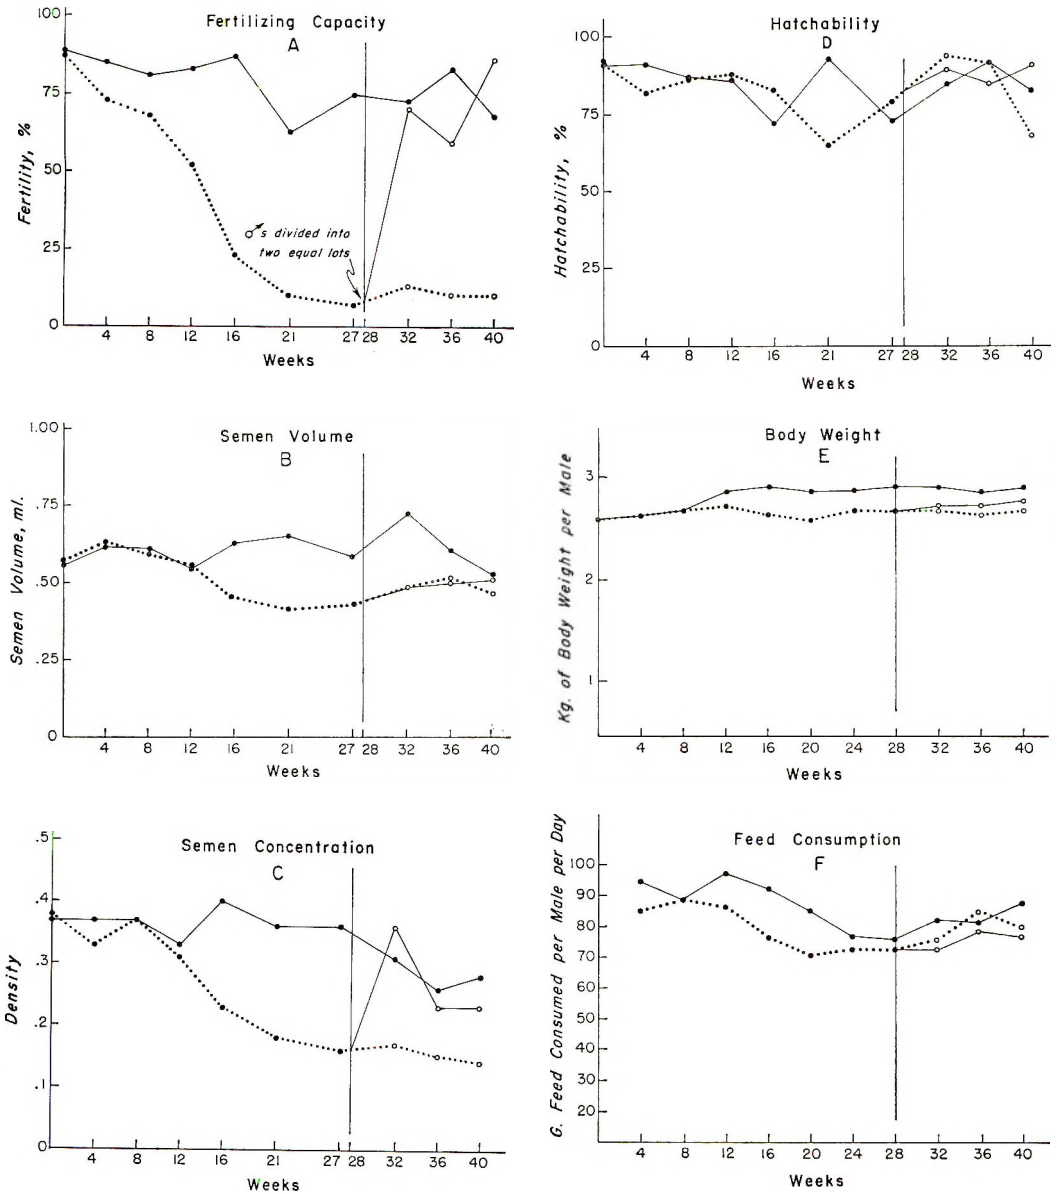 Fertilizing Capacity
A
100
75
50
25
0
Fertility, %
♂'s divided into
two equal lots
4 8 12 16 21 27 28 32 36 40
Weeks
Hatchability
D
100
75
50
25
0
Hatchability, %
4 8 12 16 21 27 28 32 36 40
Weeks
Semen Volume
B
1.00
.75
.50
.25
0
Semen Volume, ml.
4 8 12 16 21 27 28 32 36 40
Weeks
Body Weight
E
3
2
1
Kg. of Body Weight per Male
4 8 12 16 20 24 28 32 36 40
Weeks
Semen Concentration
C
.5
.4
.3
.2
.1
0
Density
4 8 12 16 21 27 28 32 36 40
Weeks
Feed Consumption
F
100
90
80
70
60
50
40
30
20
G. Feed Consumed per Male per Day
4 8 12 16 20 24 28 32 36 40
Weeks